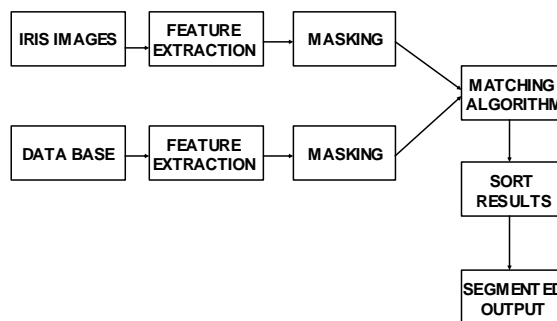 IRIS IMAGES
FEATURE
EXTRACTION
MASKING
MATCHING
ALGORITHM
DATA BASE
FEATURE
EXTRACTION
MASKING
SORT
RESULTS
SEGMENTED
OUTPUT